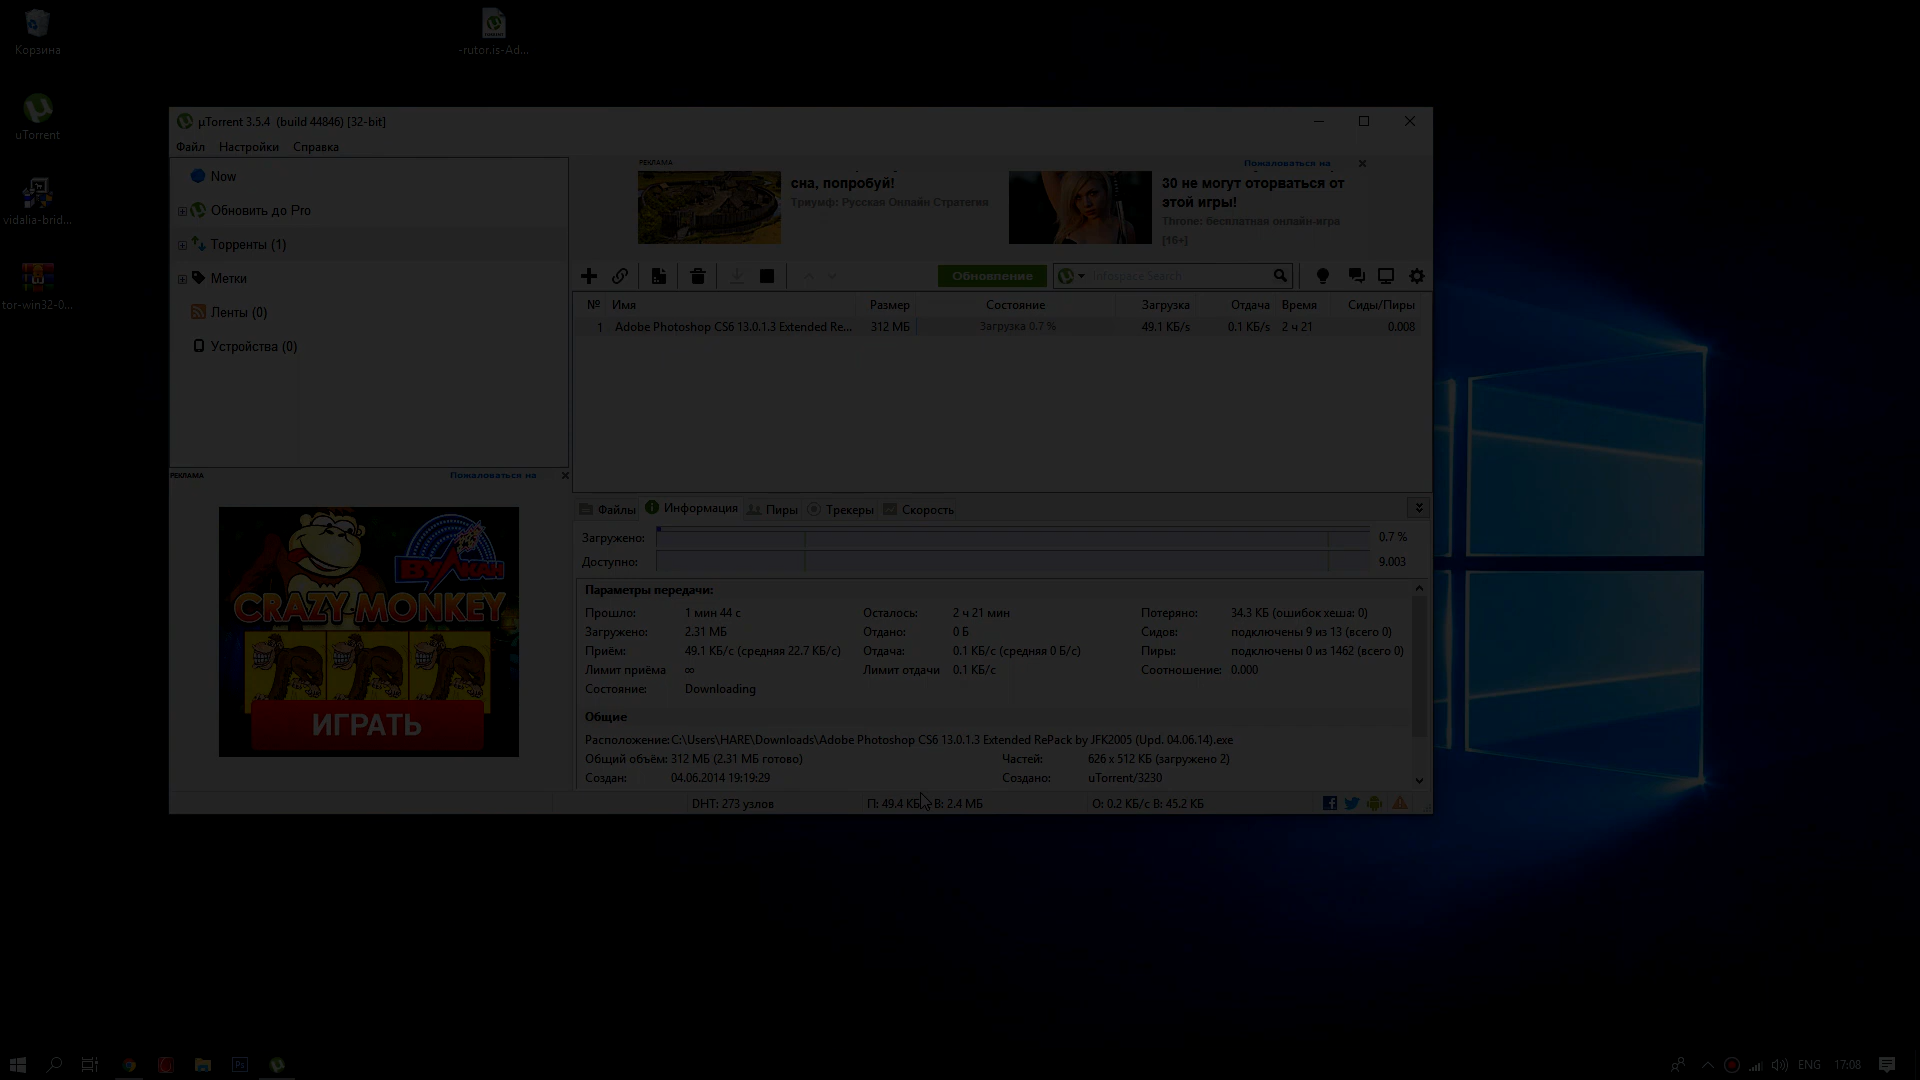 Корзина
-rutor.is-Ad...
uTorrent
vidalia-brid...
tor-win32-0...
µTorrent 3.5.4 (build 44846) [32-bit]
Файл Настройки Справка
Now
Обновить до Pro
Торренты (1)
Метки
Ленты (0)
Устройства (0)
РЕКЛАМА
Пожаловаться на
сна, попробуй!
Триумф: Русская Онлайн Стратегия
30 не могут оторваться от
этой игры!
Throne: бесплатная онлайн-игра
[16+]
Обновление
Infospace Search
№ Имя Размер Состояние Загрузка Отдача Время Сиды/Пиры
1 Adobe Photoshop CS6 13.0.1.3 Extended Re... 312 МБ Загрузка 0.7 % 49.1 КБ/s 0.1 КБ/s 2 ч 21 0.008
РЕКЛАМА
Пожаловаться на
ВУЛКАН
CRAZY MONKEY
ИГРАТЬ
Файлы Информация Пиры Трекеры Скорость
Загружено: 0.7 %
Доступно: 9.003
Параметры передачи:
Прошло: 1 мин 44 с Осталось: 2 ч 21 мин Потеряно: 34.3 КБ (ошибок хеша: 0)
Загружено: 2.31 МБ Отдано: 0 Б Сидов: подключены 9 из 13 (всего 0)
Приём: 49.1 КБ/с (средняя 22.7 КБ/с) Отдача: 0.1 КБ/с (средняя 0 Б/с) Пиры: подключены 0 из 1462 (всего 0)
Лимит приёма ∞ Лимит отдачи 0.1 КБ/с Соотношение: 0.000
Состояние: Downloading
Общие
Расположение: C:\Users\HARE\Downloads\Adobe Photoshop CS6 13.0.1.3 Extended RePack by JFK2005 (Upd. 04.06.14).exe
Общий объём: 312 МБ (2.31 МБ готово) Частей: 626 x 512 КБ (загружено 2)
Создан: 04.06.2014 19:19:29 Создано: uTorrent/3230
DHT: 273 узлов П: 49.4 КБ В: 2.4 МБ О: 0.2 КБ/с В: 45.2 КБ
Ps
ENG 17:08